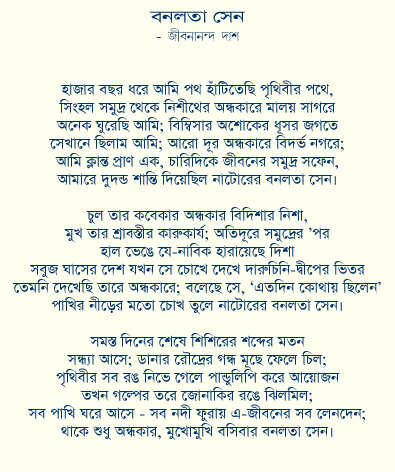 বনলতা সেন
- জীবনানন্দ দাশ
হাজার বছর ধরে আমি পথ হাঁটিতেছি পৃথিবীর পথে,
সিংহল সমুদ্র থেকে নিশীথের অন্ধকারে মালয় সাগরে
অনেক ঘুরেছি আমি; বিম্বিসার অশোকের ধূসর জগতে
সেখানে ছিলাম আমি; আরো দূর অন্ধকারে বিদর্ভ নগরে;
আমি ক্লান্ত প্রাণ এক, চারিদিকে জীবনের সমুদ্র সফেন,
আমারে দুদন্ড শান্তি দিয়েছিল নাটোরের বনলতা সেন।
চুল তার কবেকার অন্ধকার বিদিশার নিশা,
মুখ তার শ্রাবস্তীর কারুকার্য; অতিদূরে সমুদ্রের ’পর
হাল ভেঙে যে-নাবিক হারায়েছে দিশা
সবুজ ঘাসের দেশ যখন সে চোখে দেখে দারুচিনি-দ্বীপের ভিতর
তেমনি দেখেছি তারে অন্ধকারে; বলেছে সে, ‘এতদিন কোথায় ছিলেন’
পাখির নীড়ের মতো চোখ তুলে নাটোরের বনলতা সেন।
সমস্ত দিনের শেষে শিশিরের শব্দের মতন
সন্ধ্যা আসে; ডানার রৌদ্রের গন্ধ মুছে ফেলে চিল;
পৃথিবীর সব রঙ নিভে গেলে পান্ডুলিপি করে আয়োজন
তখন গল্পের তরে জোনাকির রঙে ঝিলমিল;
সব পাখি ঘরে আসে - সব নদী ফুরায় এ-জীবনের সব লেনদেন;
থাকে শুধু অন্ধকার, মুখোমুখি বসিবার বনলতা সেন।